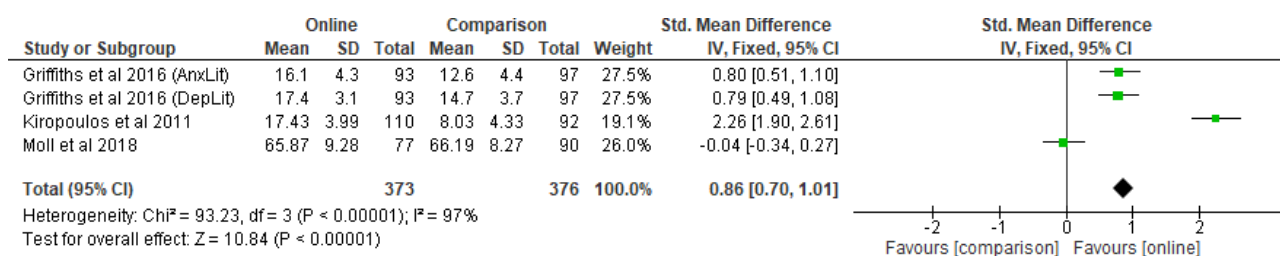 Online Comparison Std. Mean Difference Std. Mean Difference
Study or Subgroup Mean SD Total Mean SD Total Weight IV, Fixed, 95% CI IV, Fixed, 95% CI
Griffiths et al 2016 (AnxLit) 16.1 4.3 93 12.6 4.4 97 27.5% 0.80 [0.51, 1.10]
Griffiths et al 2016 (DepLit) 17.4 3.1 93 14.7 3.7 97 27.5% 0.79 [0.49, 1.08]
Kiropoulos et al 2011 17.43 3.99 110 8.03 4.33 92 19.1% 2.26 [1.90, 2.61]
Moll et al 2018 65.87 9.28 77 66.19 8.27 90 26.0% -0.04 [-0.34, 0.27]
Total (95% CI) 373 376 100.0% 0.86 [0.70, 1.01]
Heterogeneity: Chi² = 93.23, df = 3 (P < 0.00001); I² = 97%
Test for overall effect: Z = 10.84 (P < 0.00001)
-2 -1 0 1 2
Favours [comparison] Favours [online]